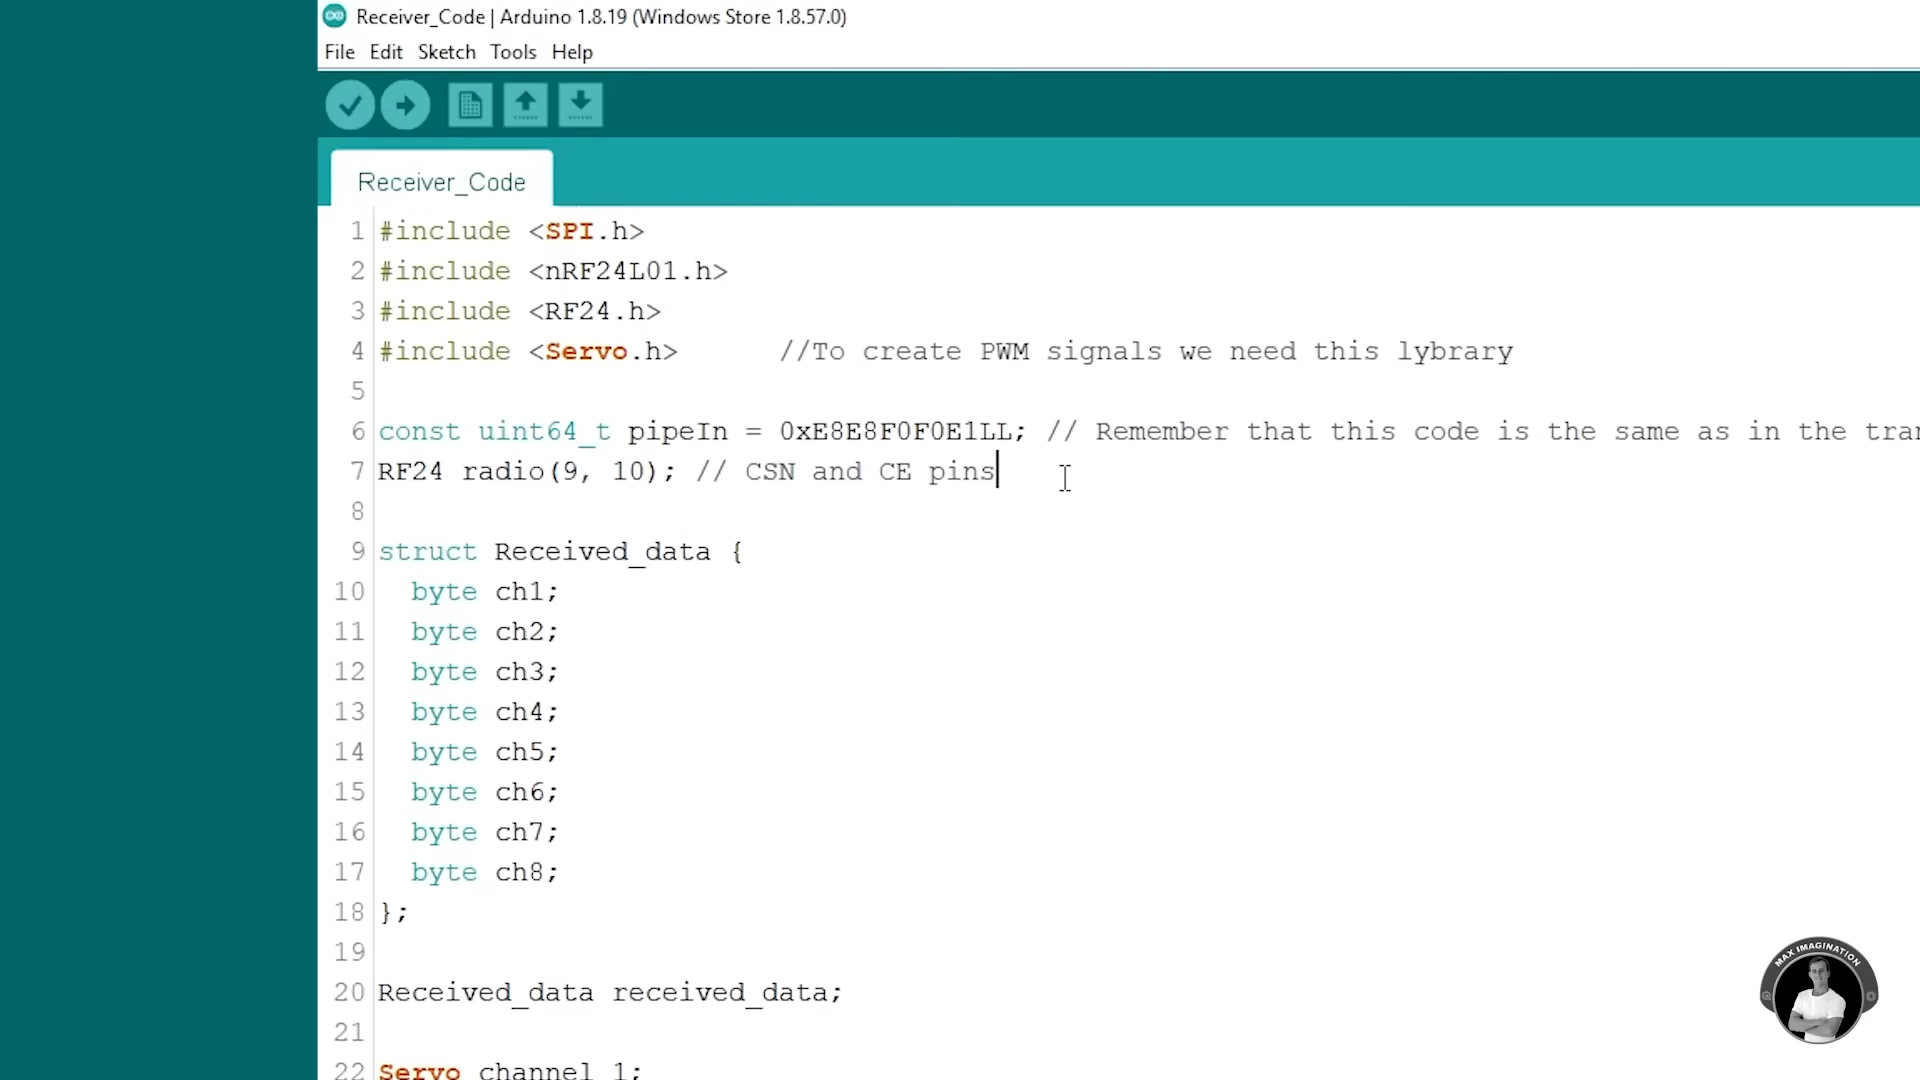 Receiver_Code | Arduino 1.8.19 (Windows Store 1.8.57.0)
File Edit Sketch Tools Help
Receiver_Code
1 #include <SPI.h>
2 #include <nRF24L01.h>
3 #include <RF24.h>
4 #include <Servo.h> //To create PWM signals we need this lybrary
5
6 const uint64_t pipeIn = 0xE8E8F0F0E1LL; // Remember that this code is the same as in the tran
7 RF24 radio(9, 10); // CSN and CE pins
8
9 struct Received_data {
10 byte ch1;
11 byte ch2;
12 byte ch3;
13 byte ch4;
14 byte ch5;
15 byte ch6;
16 byte ch7;
17 byte ch8;
18 };
19
20 Received_data received_data;
21
22 Servo channel_1;
MAX IMAGINATION